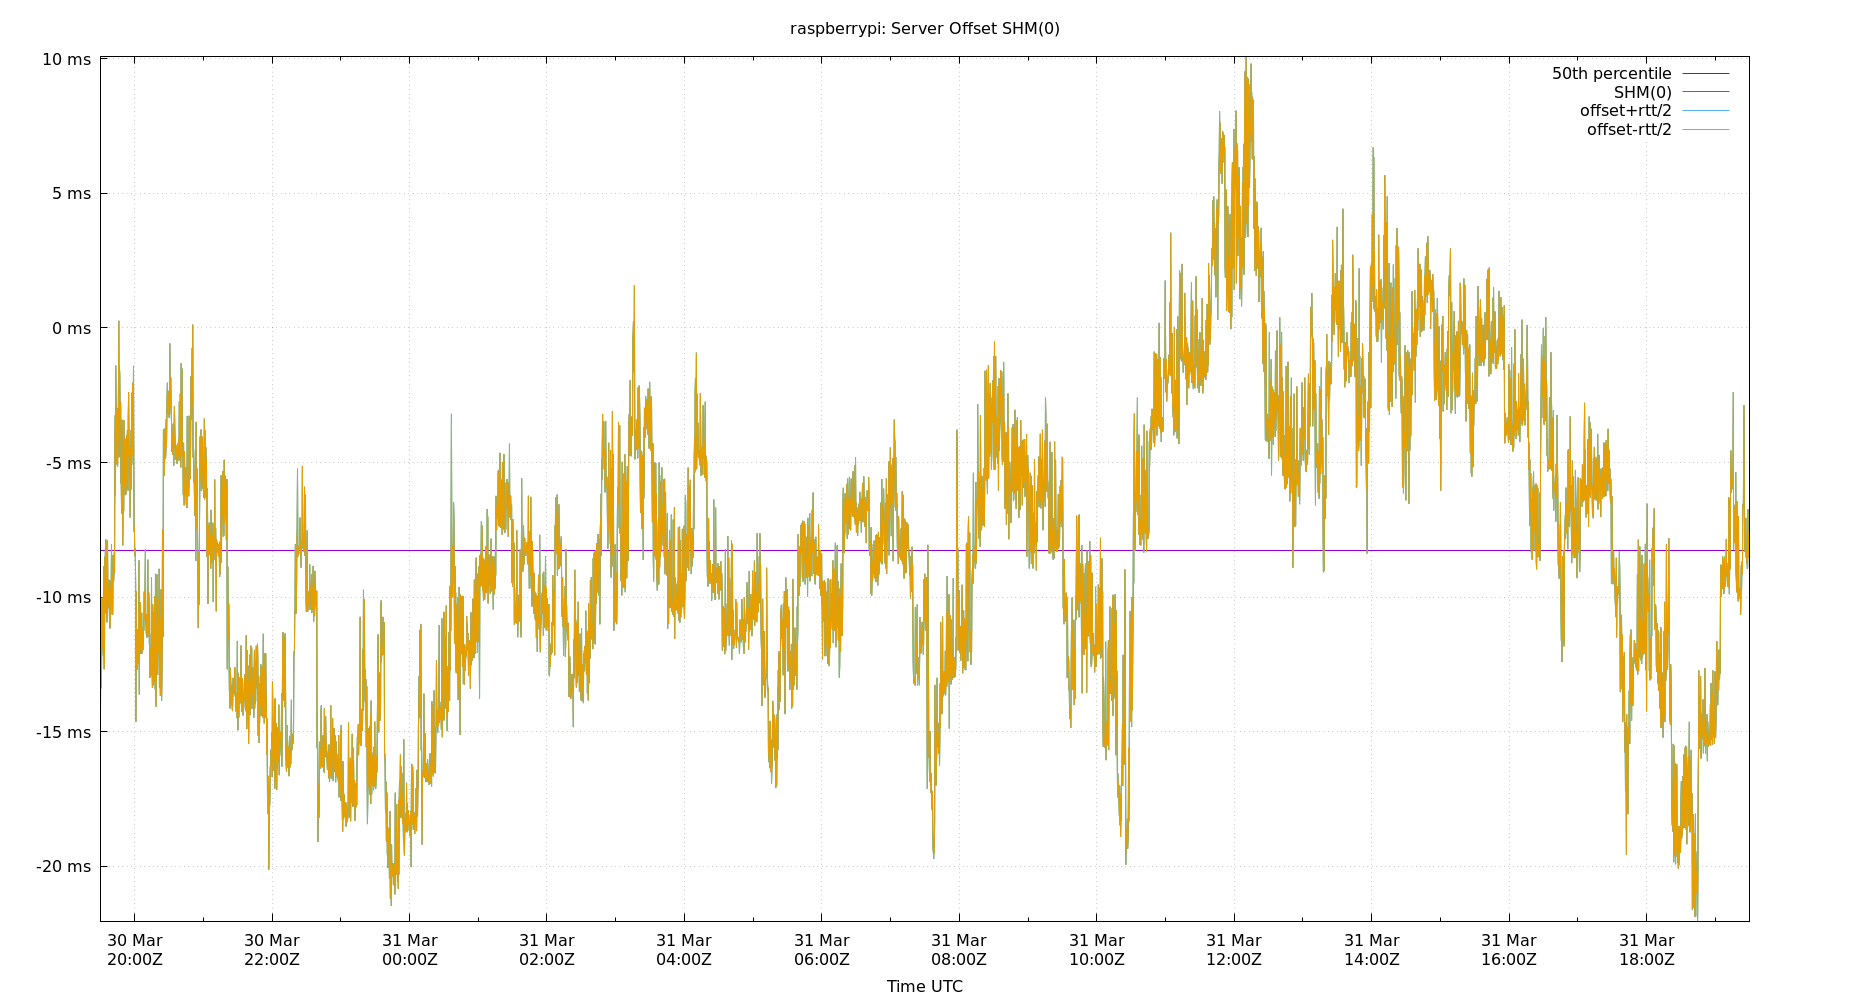 raspberrypi: Server Offset SHM(0)
10 ms
5 ms
0 ms
-5 ms
-10 ms
-15 ms
-20 ms
50th percentile
SHM(0)
offset+rtt/2
offset-rtt/2
30 Mar 30 Mar 31 Mar 31 Mar 31 Mar 31 Mar 31 Mar 31 Mar 31 Mar 31 Mar 31 Mar 31 Mar
20:00Z 22:00Z 00:00Z 02:00Z 04:00Z 06:00Z 08:00Z 10:00Z 12:00Z 14:00Z 16:00Z 18:00Z
Time UTC